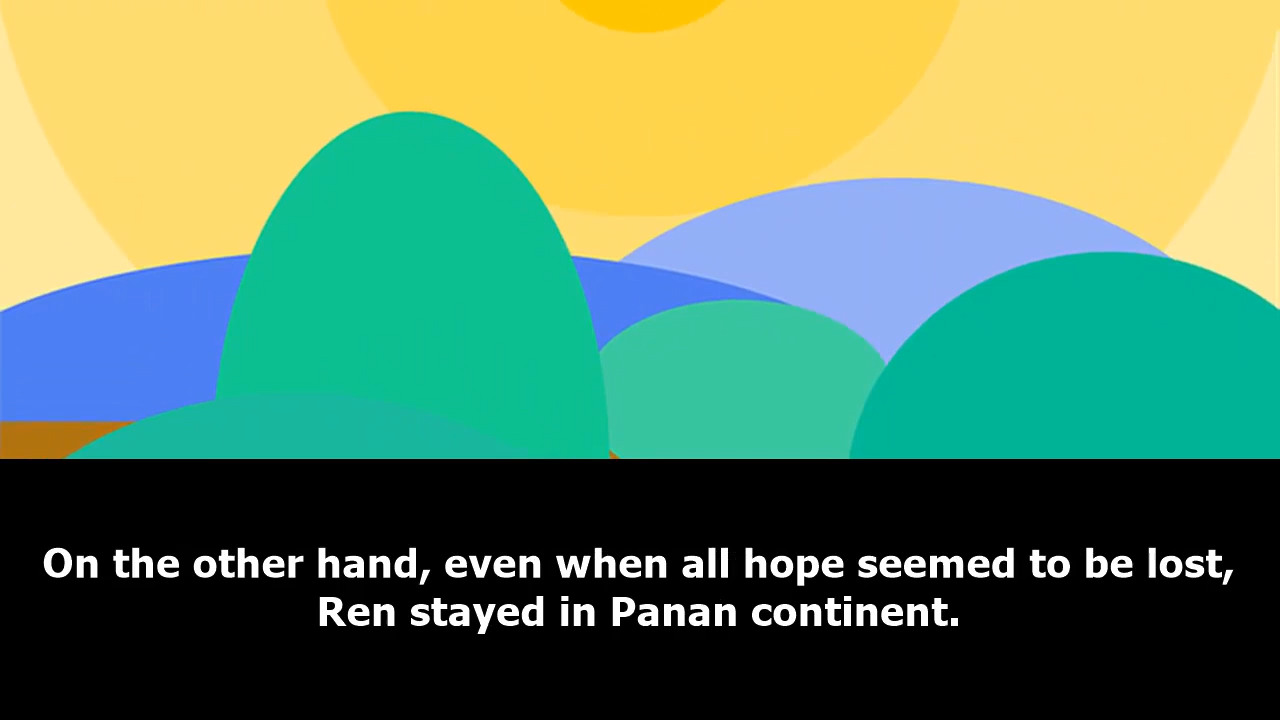 On the other hand, even when all hope seemed to be lost,
Ren stayed in Panan continent.